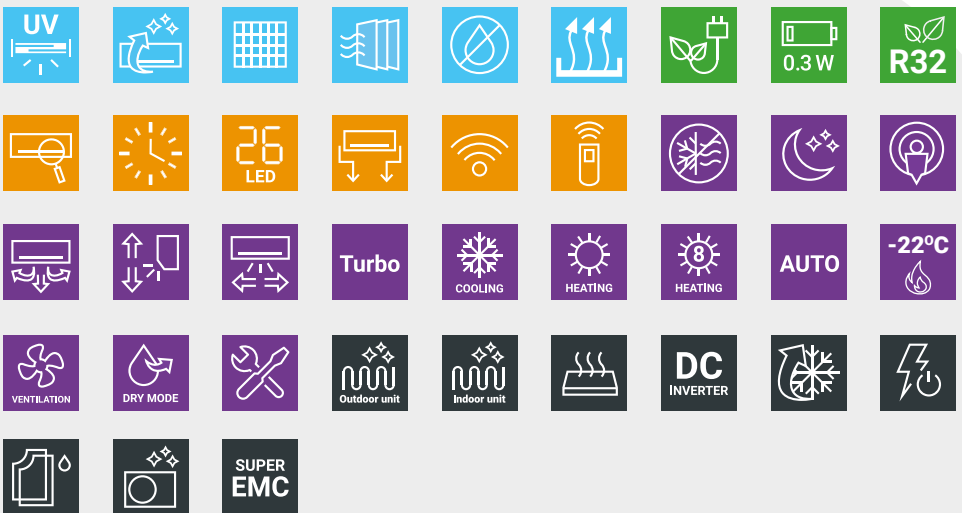 UV
0.3 W
R32
26
LED
Turbo
COOLING
HEATING
8
HEATING
AUTO
-22ºC
VENTILATION
DRY MODE
Outdoor unit
Indoor unit
DC
INVERTER
SUPER
EMC